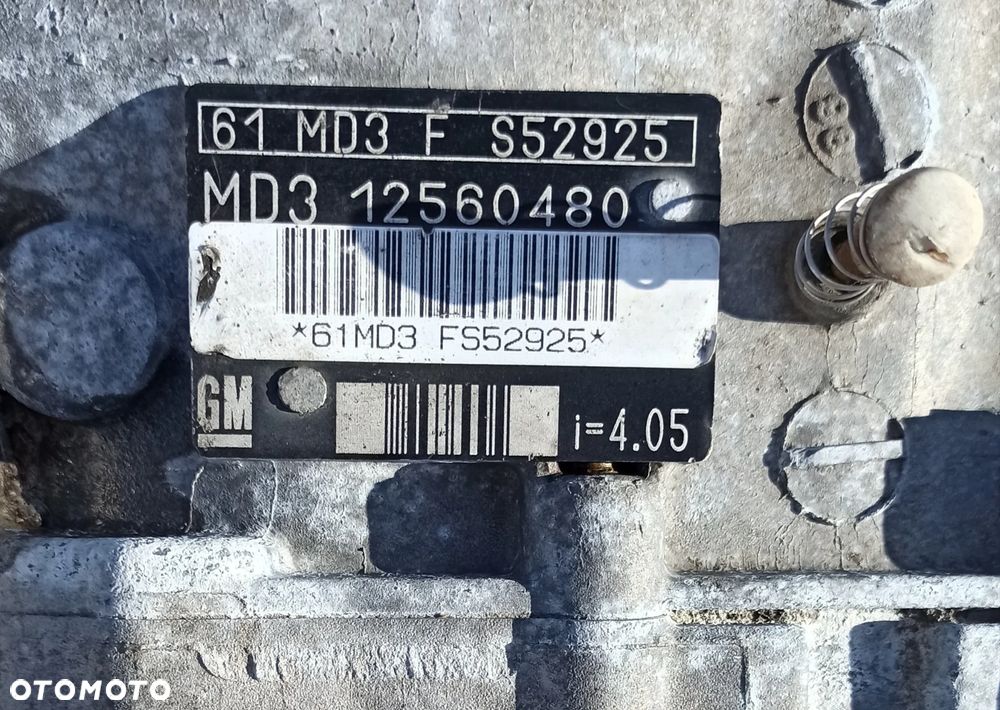 61 MD3 F S52925
MD3 12560480
*61MD3 FS52925*
GM
i=4.05
OTOMOTO